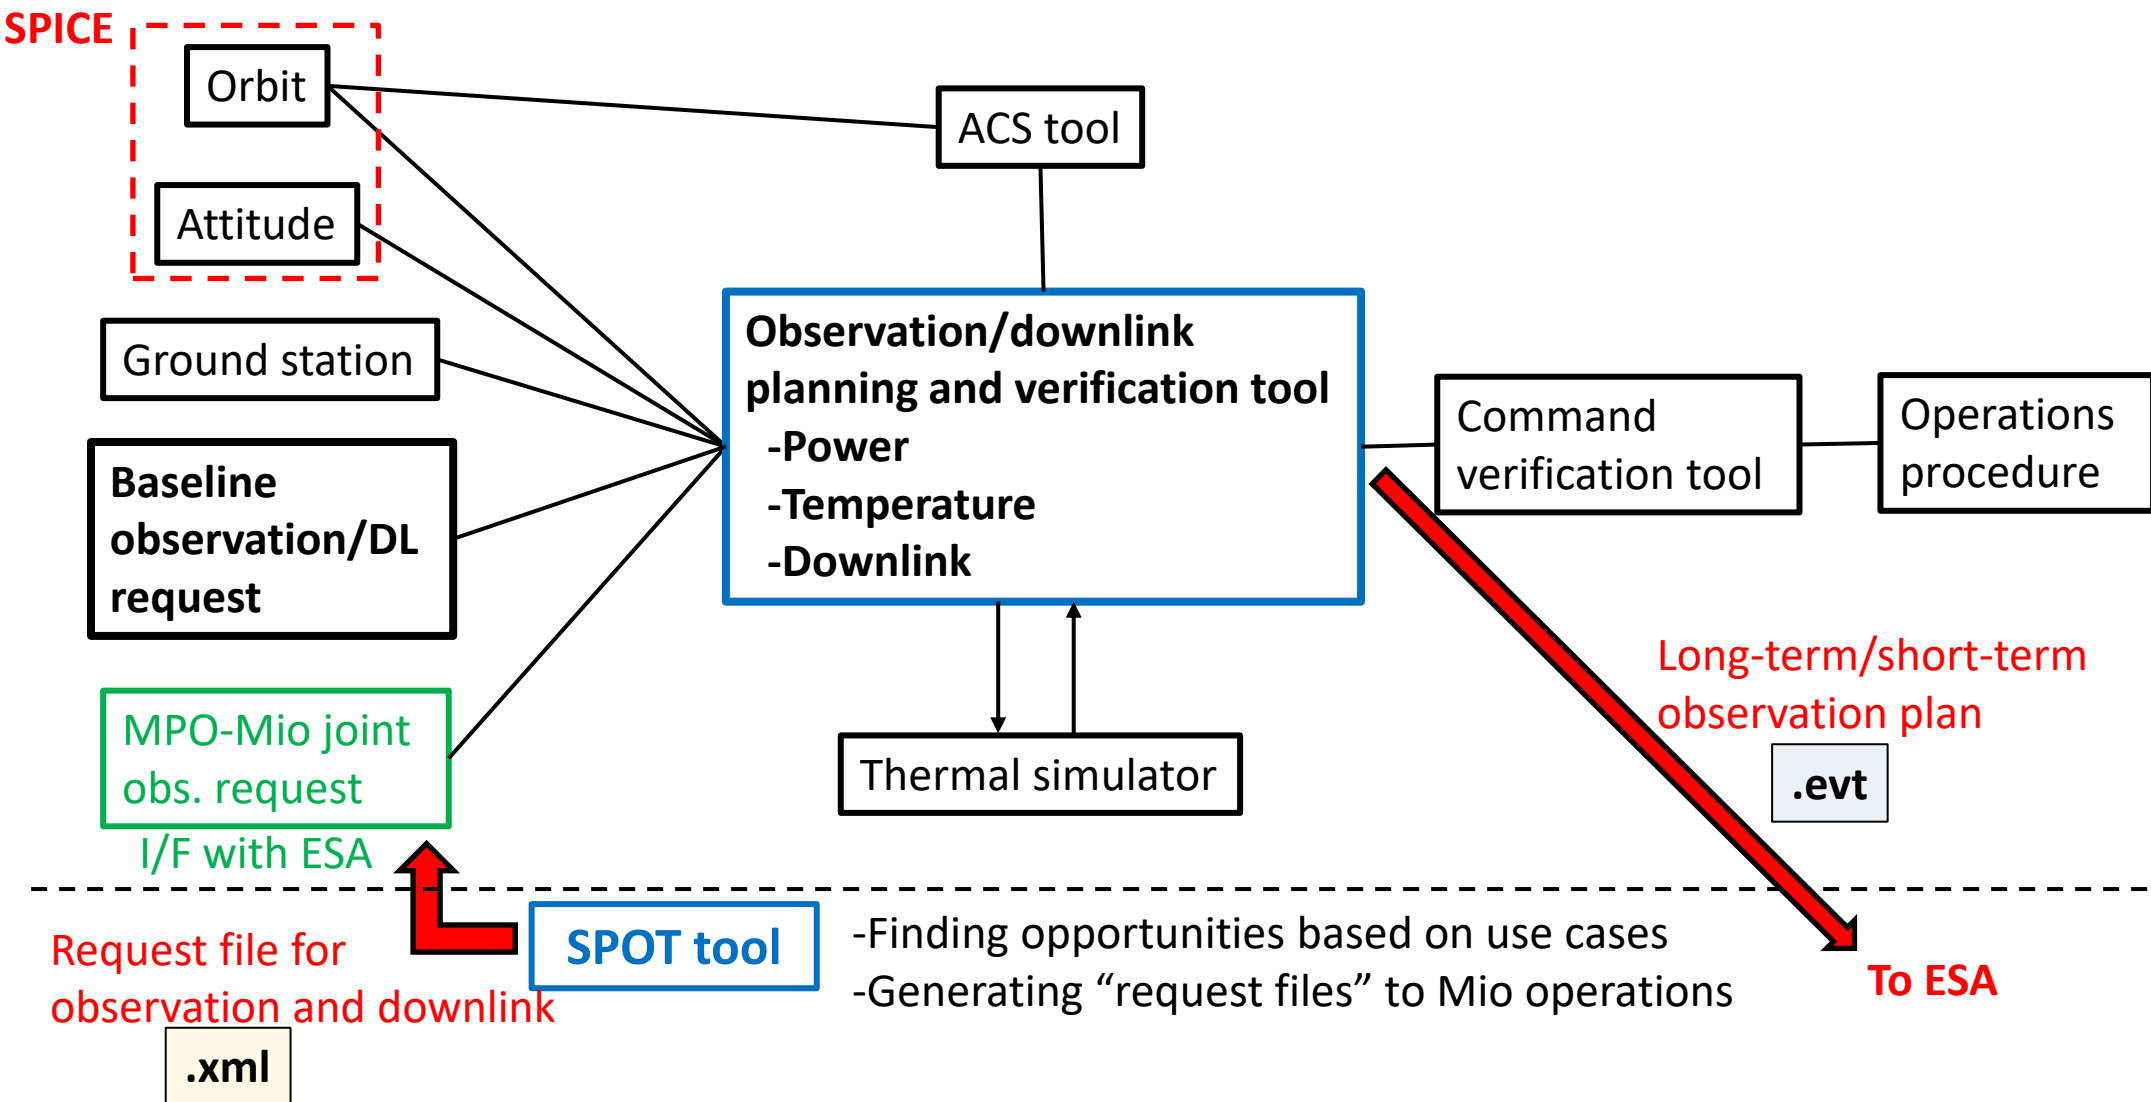 SPICE
Orbit
Attitude
ACS tool
Ground station
Baseline
observation/DL
request
MPO-Mio joint
obs. request
I/F with ESA
Observation/downlink
planning and verification tool
-Power
-Temperature
-Downlink
Thermal simulator
Command
verification tool
Operations
procedure
Long-term/short-term
observation plan
.evt
To ESA
Request file for
observation and downlink
.xml
SPOT tool
-Finding opportunities based on use cases
-Generating “request files” to Mio operations